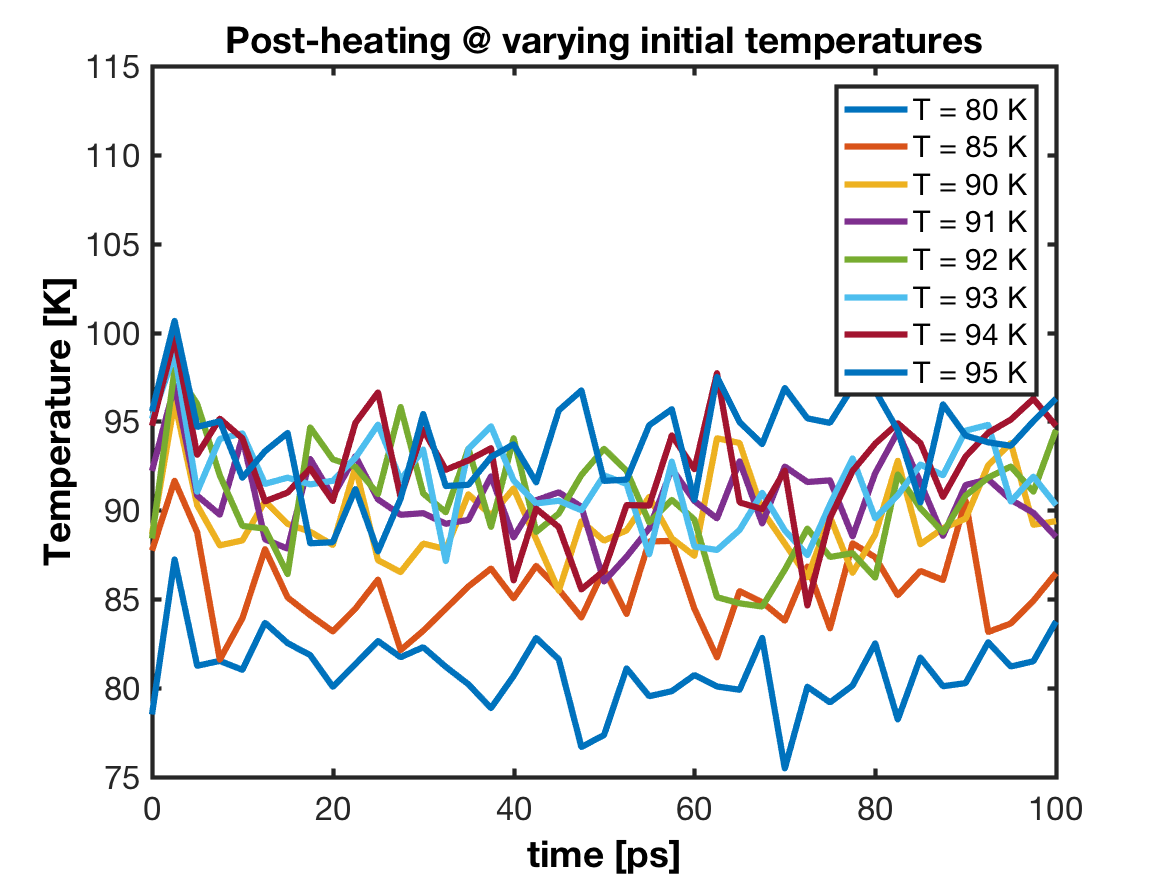 Post-heating @ varying initial temperatures
115
110
105
100
95
90
85
80
75
Temperature [K]
T = 80 K
T = 85 K
T = 90 K
T = 91 K
T = 92 K
T = 93 K
T = 94 K
T = 95 K
0 20 40 60 80 100
time [ps]